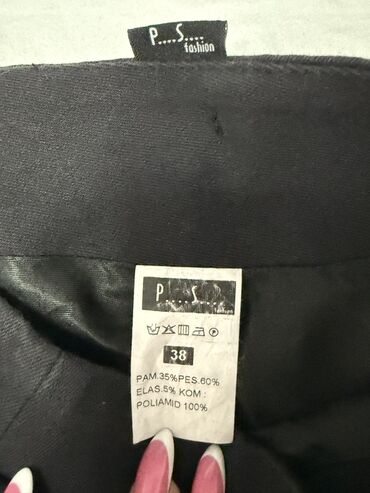 P....S....
fashion
P S
38
PAM.35%PES.60%
ELAS.5% KOM :
POLIAMID 100%